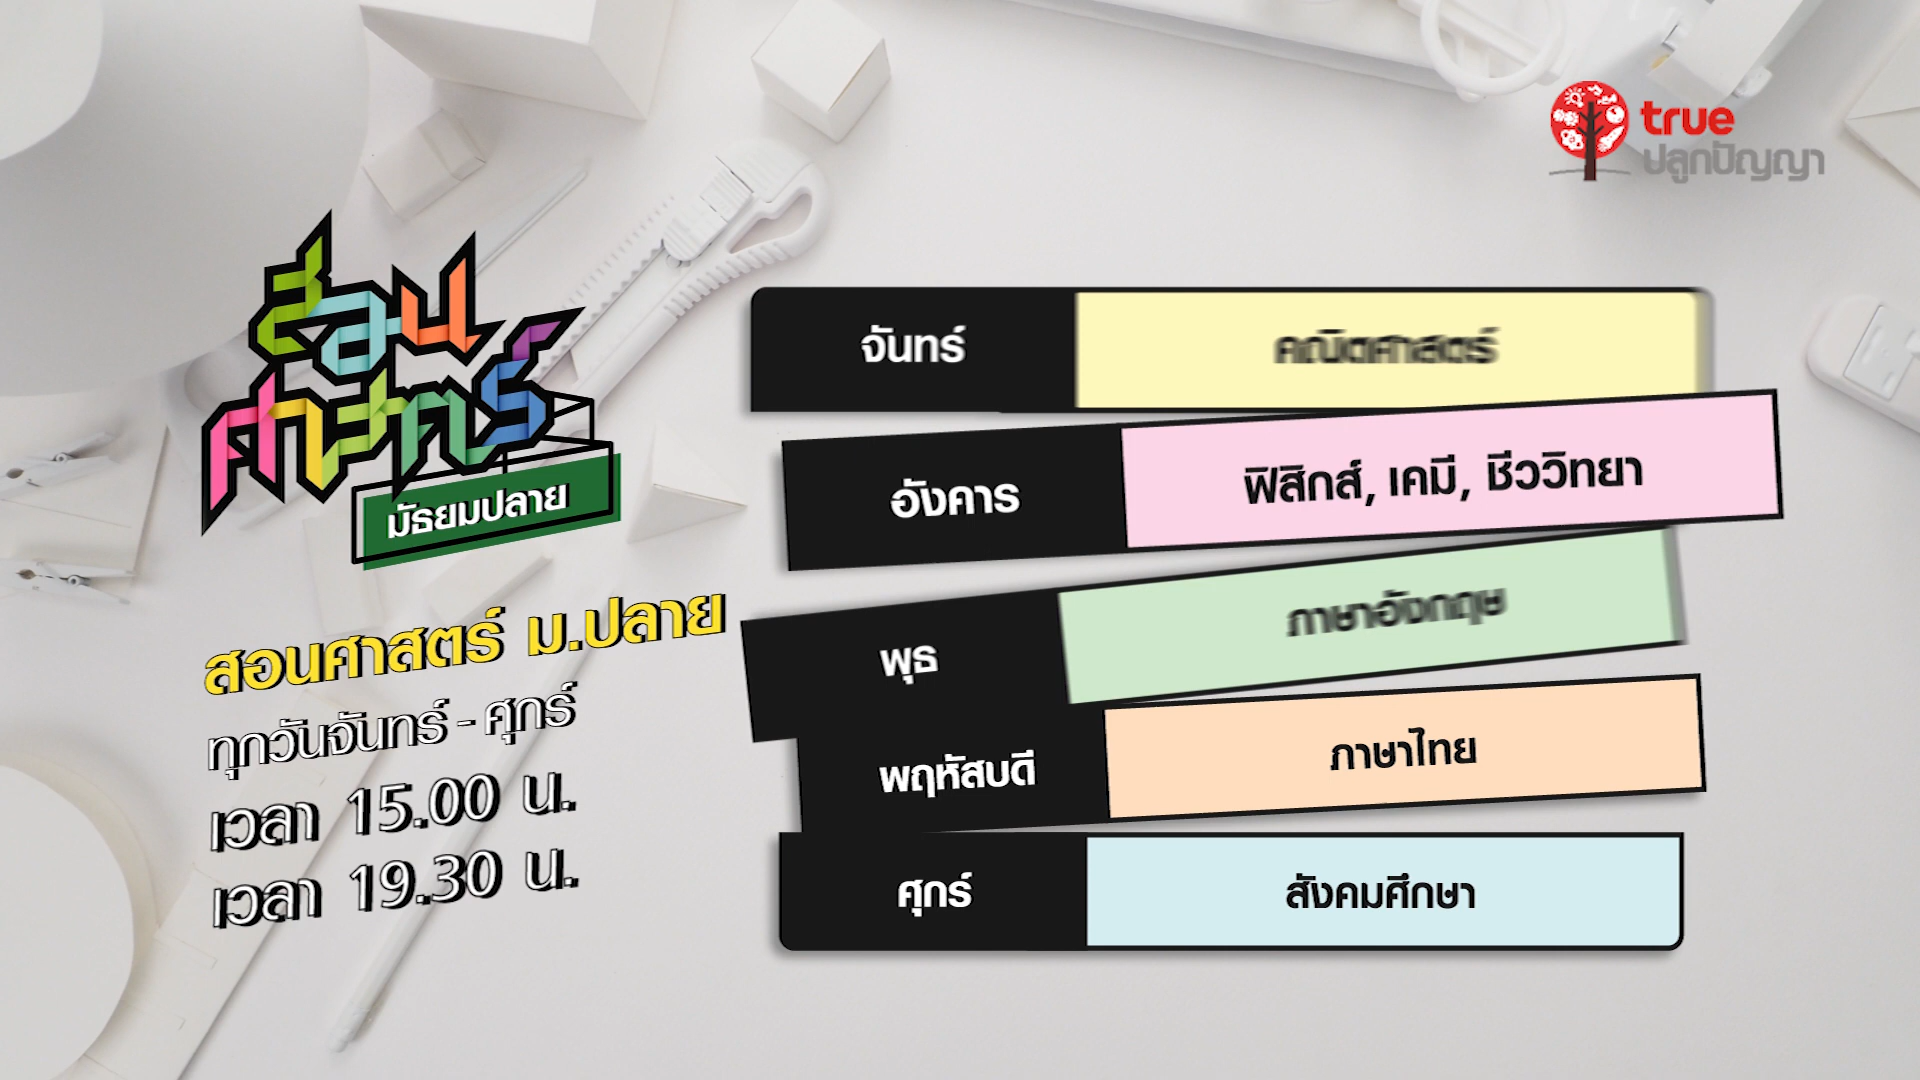 true
ปลูกปัญญา
สอนศาสตร์
มัธยมปลาย
สอนศาสตร์ ม.ปลาย
ทุกวันจันทร์ - ศุกร์
เวลา 15.00 น.
เวลา 19.30 น.
จันทร์ คณิตศาสตร์
อังคาร ฟิสิกส์, เคมี, ชีววิทยา
พุธ ภาษาอังกฤษ
พฤหัสบดี ภาษาไทย
ศุกร์ สังคมศึกษา